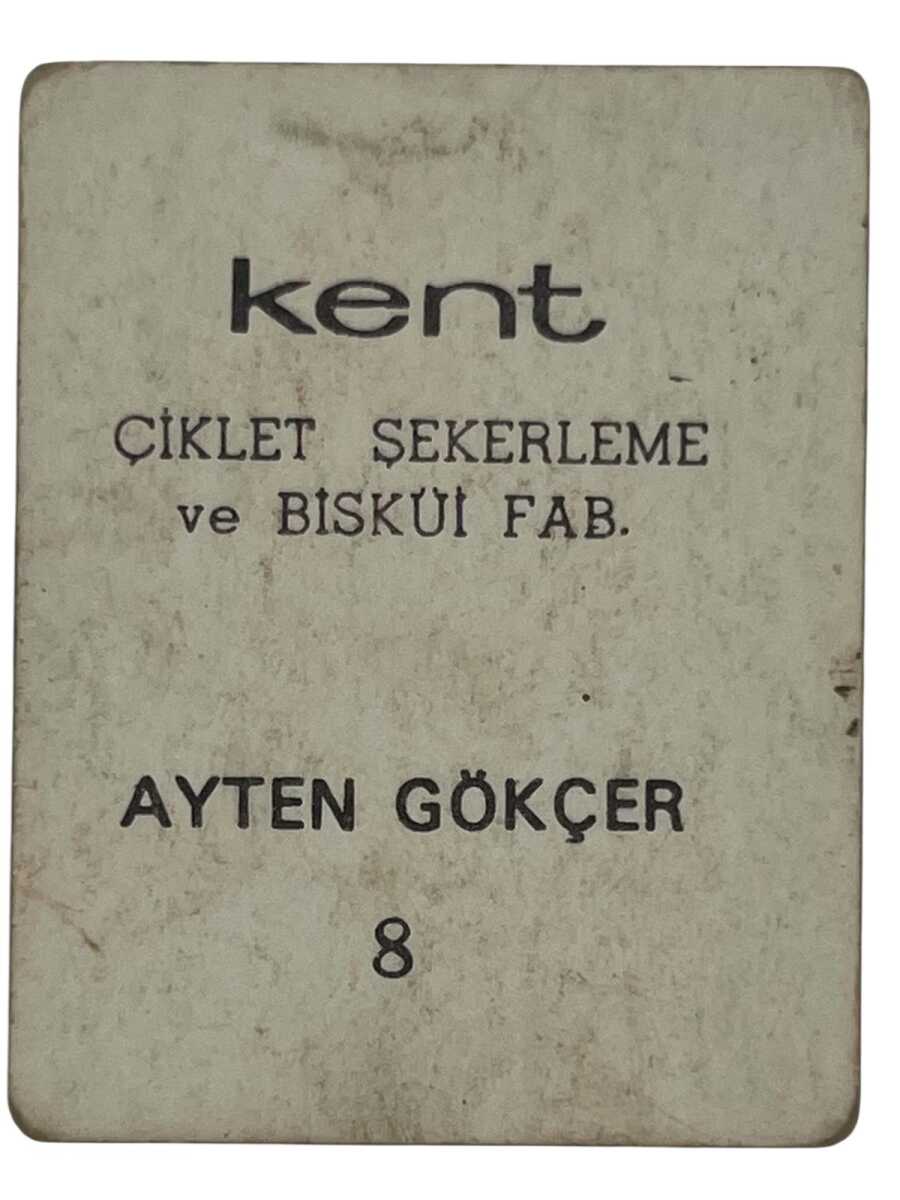 kent
ÇİKLET ŞEKERLEME
ve BİSKÜİ FAB.
AYTEN GÖKÇER
8